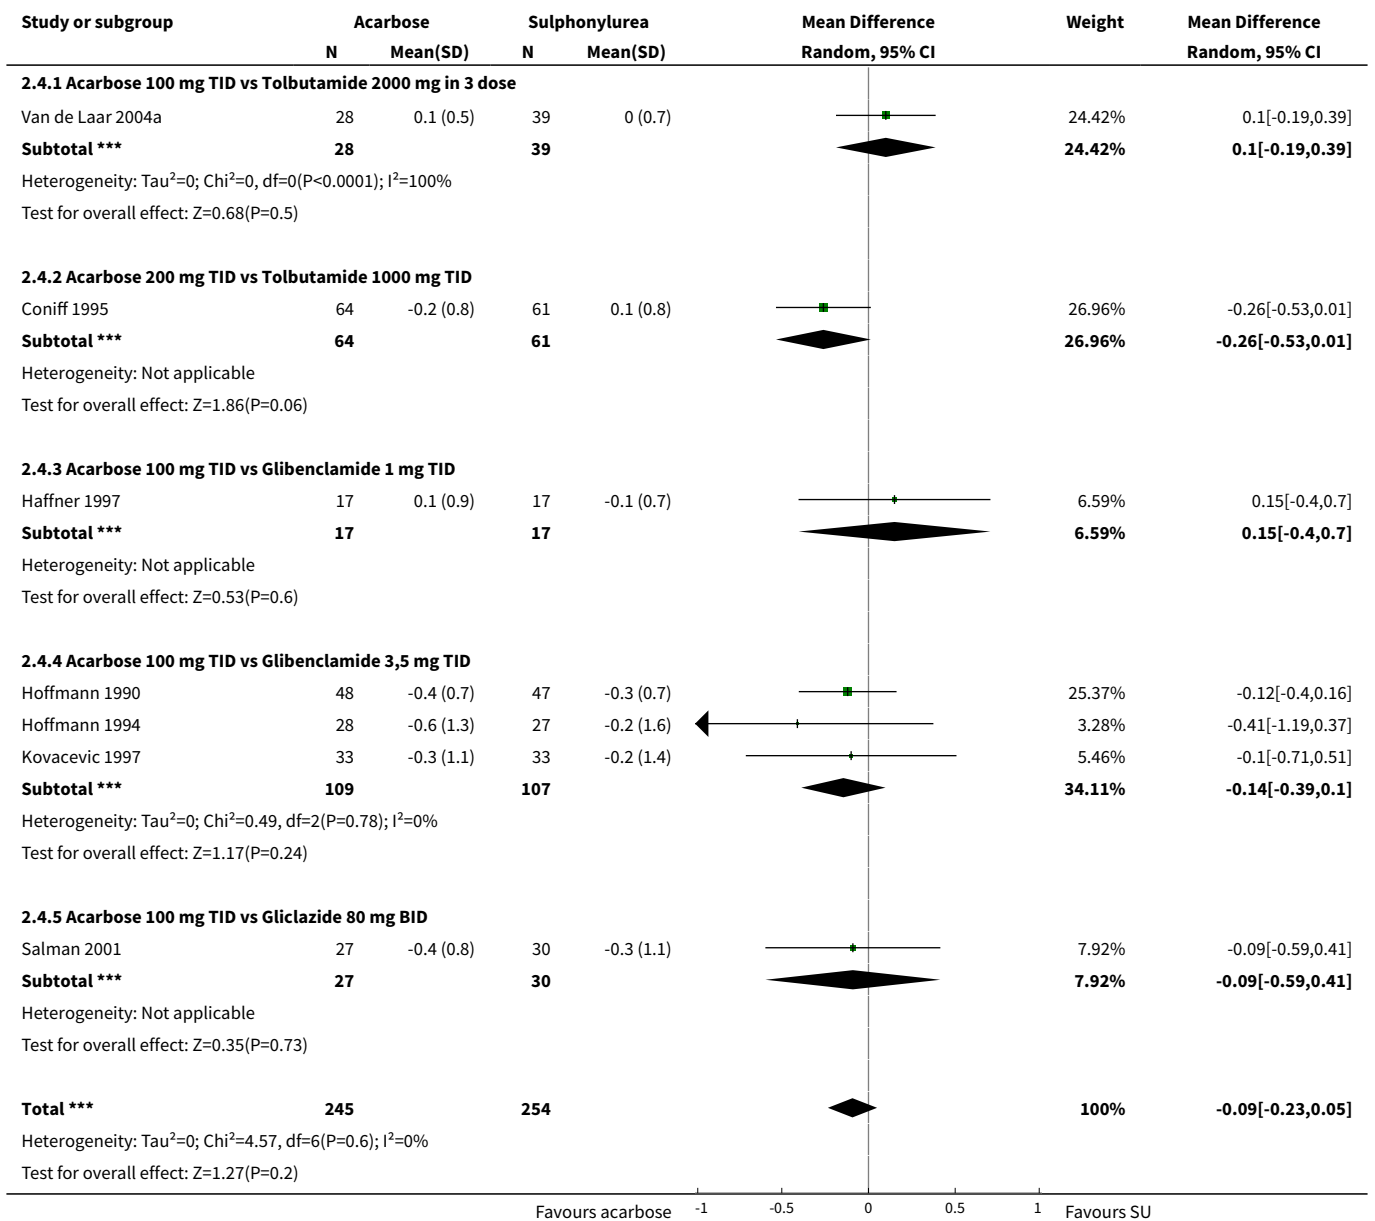 Study or subgroup Acarbose Sulphonylurea Mean Difference Weight Mean Difference
N Mean(SD) N Mean(SD) Random, 95% CI Random, 95% CI
2.4.1 Acarbose 100 mg TID vs Tolbutamide 2000 mg in 3 dose
Van de Laar 2004a 28 0.1 (0.5) 39 0 (0.7) 24.42% 0.1[-0.19,0.39]
Subtotal *** 28 39 24.42% 0.1[-0.19,0.39]
Heterogeneity: Tau²=0; Chi²=0, df=0(P<0.0001); I²=100%
Test for overall effect: Z=0.68(P=0.5)
2.4.2 Acarbose 200 mg TID vs Tolbutamide 1000 mg TID
Coniff 1995 64 -0.2 (0.8) 61 0.1 (0.8) 26.96% -0.26[-0.53,0.01]
Subtotal *** 64 61 26.96% -0.26[-0.53,0.01]
Heterogeneity: Not applicable
Test for overall effect: Z=1.86(P=0.06)
2.4.3 Acarbose 100 mg TID vs Glibenclamide 1 mg TID
Haffner 1997 17 0.1 (0.9) 17 -0.1 (0.7) 6.59% 0.15[-0.4,0.7]
Subtotal *** 17 17 6.59% 0.15[-0.4,0.7]
Heterogeneity: Not applicable
Test for overall effect: Z=0.53(P=0.6)
2.4.4 Acarbose 100 mg TID vs Glibenclamide 3,5 mg TID
Hoffmann 1990 48 -0.4 (0.7) 47 -0.3 (0.7) 25.37% -0.12[-0.4,0.16]
Hoffmann 1994 28 -0.6 (1.3) 27 -0.2 (1.6) 3.28% -0.41[-1.19,0.37]
Kovacevic 1997 33 -0.3 (1.1) 33 -0.2 (1.4) 5.46% -0.1[-0.71,0.51]
Subtotal *** 109 107 34.11% -0.14[-0.39,0.1]
Heterogeneity: Tau²=0; Chi²=0.49, df=2(P=0.78); I²=0%
Test for overall effect: Z=1.17(P=0.24)
2.4.5 Acarbose 100 mg TID vs Gliclazide 80 mg BID
Salman 2001 27 -0.4 (0.8) 30 -0.3 (1.1) 7.92% -0.09[-0.59,0.41]
Subtotal *** 27 30 7.92% -0.09[-0.59,0.41]
Heterogeneity: Not applicable
Test for overall effect: Z=0.35(P=0.73)
Total *** 245 254 100% -0.09[-0.23,0.05]
Heterogeneity: Tau²=0; Chi²=4.57, df=6(P=0.6); I²=0%
Test for overall effect: Z=1.27(P=0.2)
Favours acarbose -1 -0.5 0 0.5 1 Favours SU